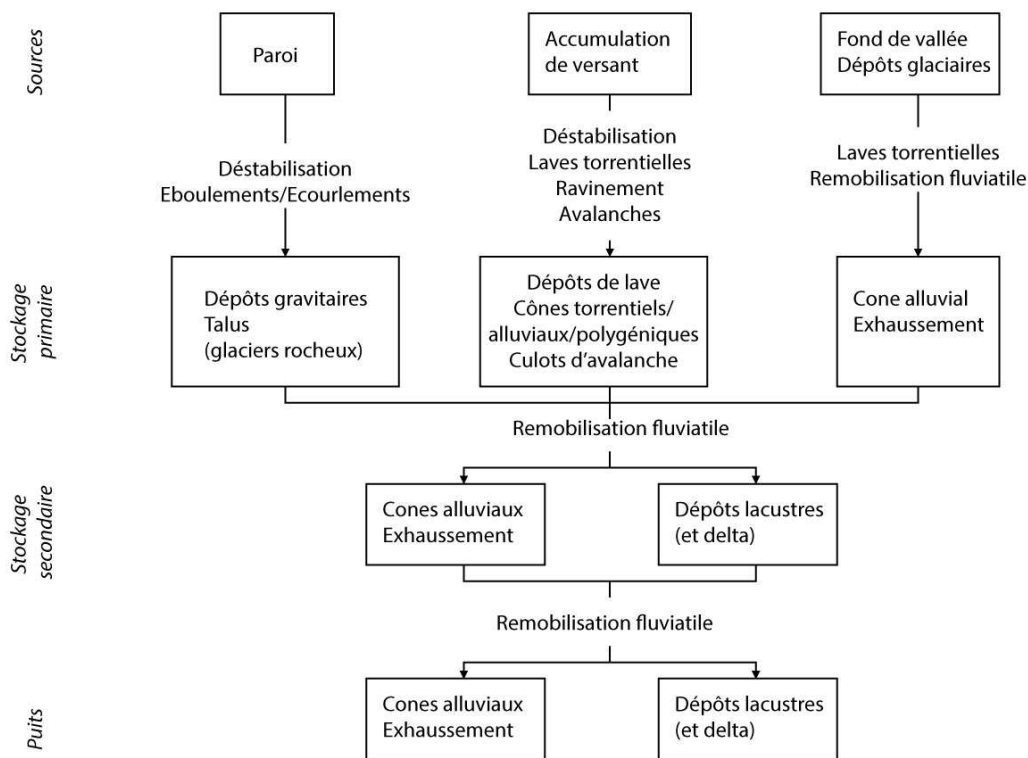 Sources
Paroi
Accumulation
de versant
Fond de vallée
Dépôts glaciaires
Déstabilisation
Eboulements/Ecourlements
Déstabilisation
Laves torrentielles
Ravinement
Avalanches
Laves torrentielles
Remobilisation fluviatile
Stockage
primaire
Dépôts gravitaires
Talus
(glaciers rocheux)
Dépôts de lave
Cônes torrentiels/
alluviaux/polygéniques
Culots d'avalanche
Cone alluvial
Exhaussement
Remobilisation fluviatile
Stockage
secondaire
Cones alluviaux
Exhaussement
Dépôts lacustres
(et delta)
Remobilisation fluviatile
Puits
Cones alluviaux
Exhaussement
Dépôts lacustres
(et delta)